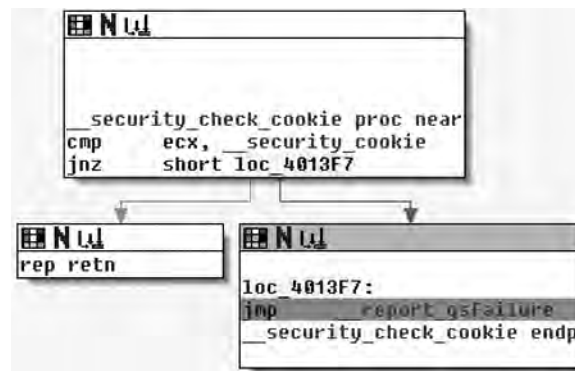 __security_check_cookie proc near
cmp ecx, __security_cookie
jnz short loc_4013F7
rep retn
loc_4013F7:
jmp __report_gsfailure
__security_check_cookie endp